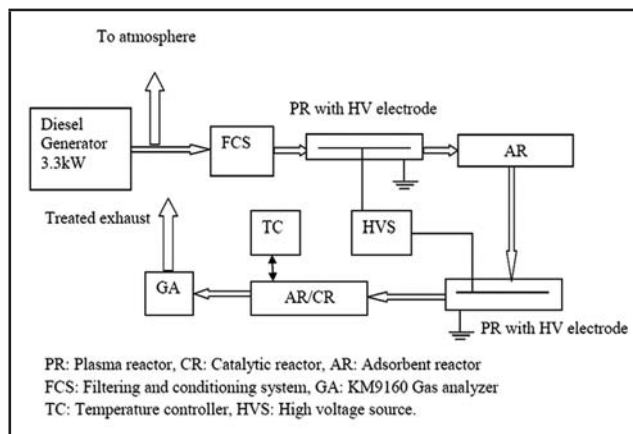 To atmosphere
PR with HV electrode
Diesel
Generator
3.3kW
FCS
AR
Treated exhaust
TC
HVS
GA
AR/CR
PR with HV electrode
PR: Plasma reactor, CR: Catalytic reactor, AR: Adsorbent reactor
FCS: Filtering and conditioning system, GA: KM9160 Gas analyzer
TC: Temperature controller, HVS: High voltage source.